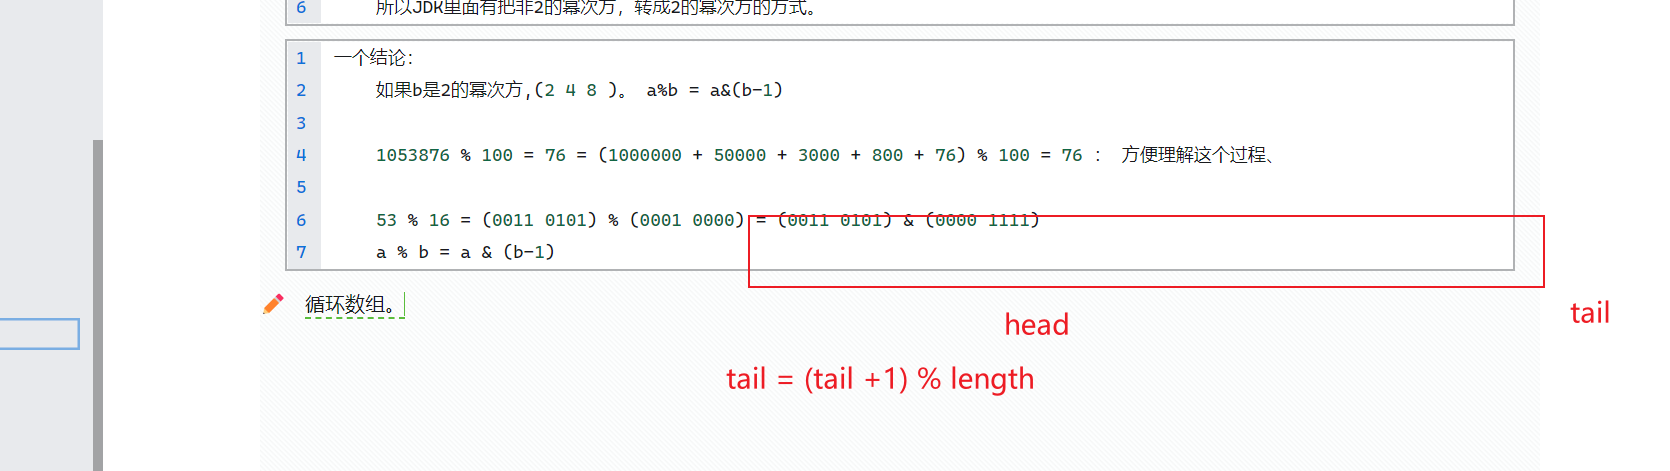 6 所以JDK里面有把非2的幂次方，转成2的幂次方的方式。
1 一个结论：
2 如果b是2的幂次方,(2 4 8 )。 a%b = a&(b-1)
3
4 1053876 % 100 = 76 = (1000000 + 50000 + 3000 + 800 + 76) % 100 = 76 ： 方便理解这个过程、
5
6 53 % 16 = (0011 0101) % (0001 0000) = (0011 0101) & (0000 1111)
7 a % b = a & (b-1)
循环数组。
head
tail
tail = (tail +1) % length